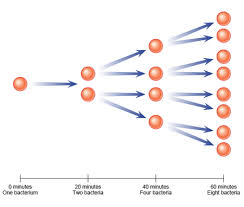 0 minutes
One bacterium
20 minutes
Two bacteria
40 minutes
Four bacteria
60 minutes
Eight bacteria